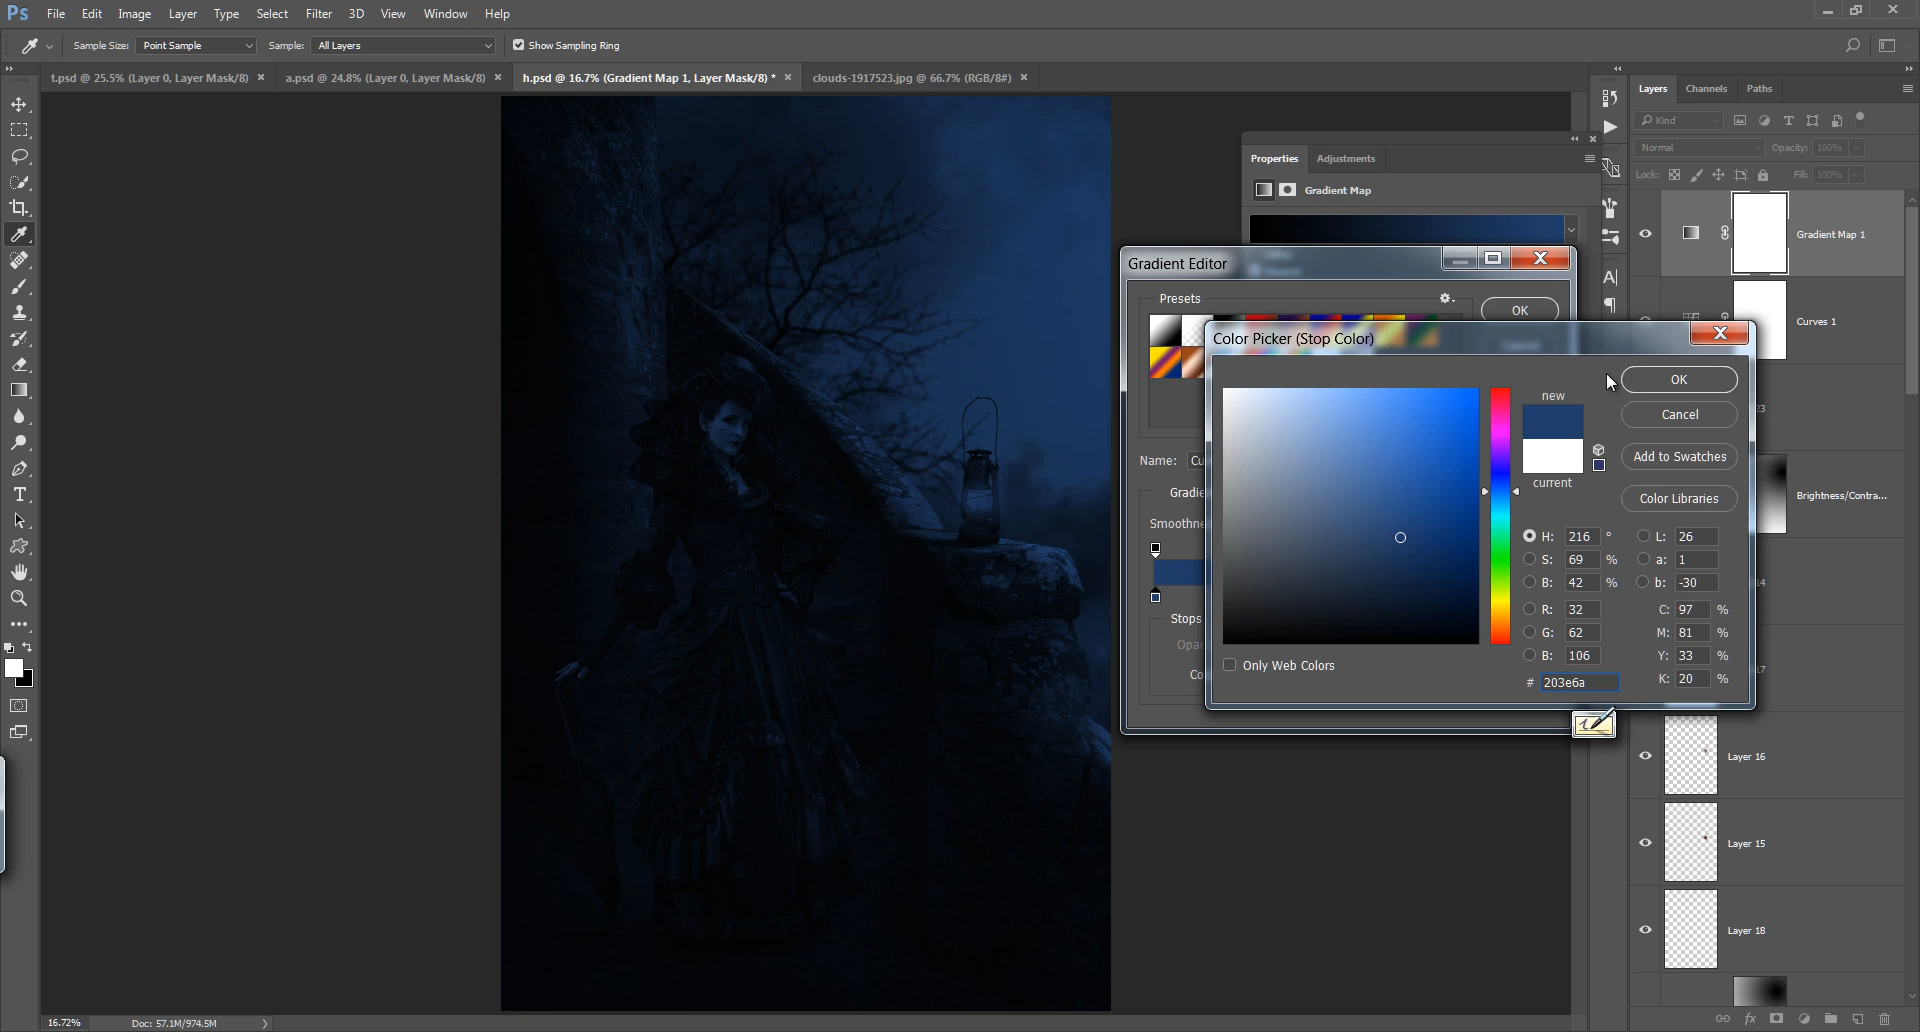 Ps File Edit Image Layer Type Select Filter 3D View Window Help
Sample Size: Point Sample Sample: All Layers Show Sampling Ring
t.psd @ 25.5% (Layer 0, Layer Mask/8) × a.psd @ 24.8% (Layer 0, Layer Mask/8) × h.psd @ 16.7% (Gradient Map 1, Layer Mask/8) * × clouds-1917523.jpg @ 66.7% (RGB/8#) ×
Layers Channels Paths
Kind
Normal Opacity: 100%
Lock: Fill: 100%
Properties Adjustments
Gradient Map
Gradient Map 1
Gradient Editor
Presets
OK
Curves 1
Color Picker (Stop Color)
OK
new
Cancel
current
Add to Swatches
Color Libraries
Name: Cu
Gradie
Smoothne
Stops
Opac
Co
H: 216 ° L: 26
S: 69 % a: 1
B: 42 % b: -30
R: 32 C: 97 %
G: 62 M: 81 %
B: 106 Y: 33 %
# 203e6a K: 20 %
Only Web Colors
23
Brightness/Contra...
14
17
Layer 16
Layer 15
Layer 18
16.72% Doc: 57.1M/974.5M